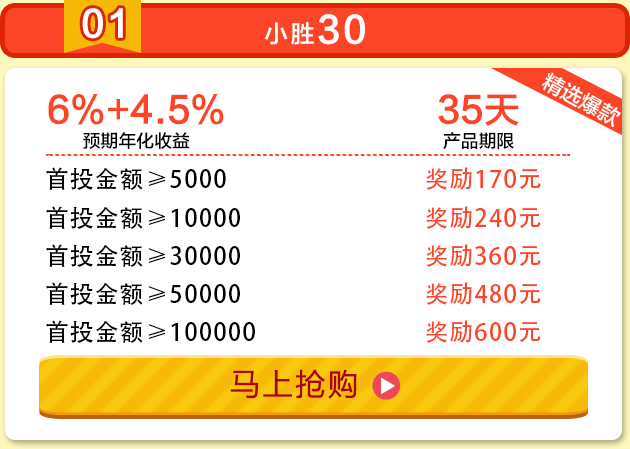 01
小胜30
精选爆款
6%+4.5%
35天
预期年化收益
产品期限
首投金额≥5000 奖励170元
首投金额≥10000 奖励240元
首投金额≥30000 奖励360元
首投金额≥50000 奖励480元
首投金额≥100000 奖励600元
马上抢购